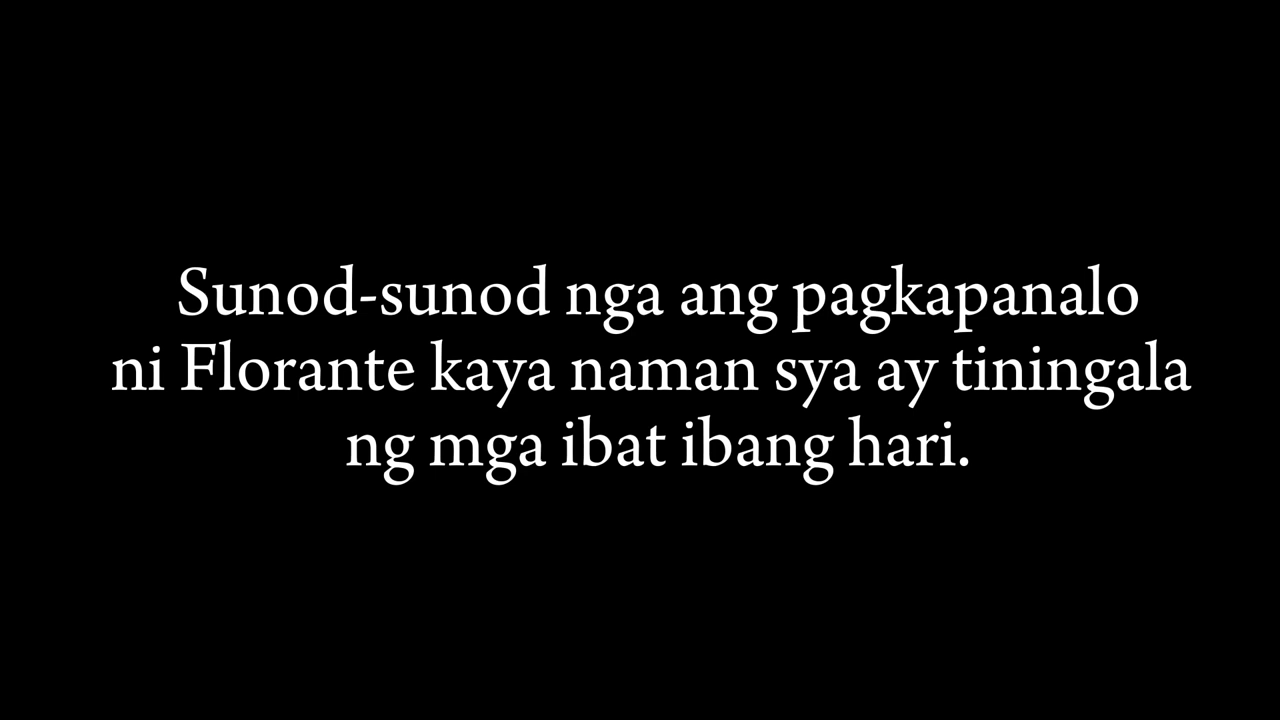 Sunod-sunod nga ang pagkapanalo
ni Florante kaya naman sya ay tiningala
ng mga ibat ibang hari.